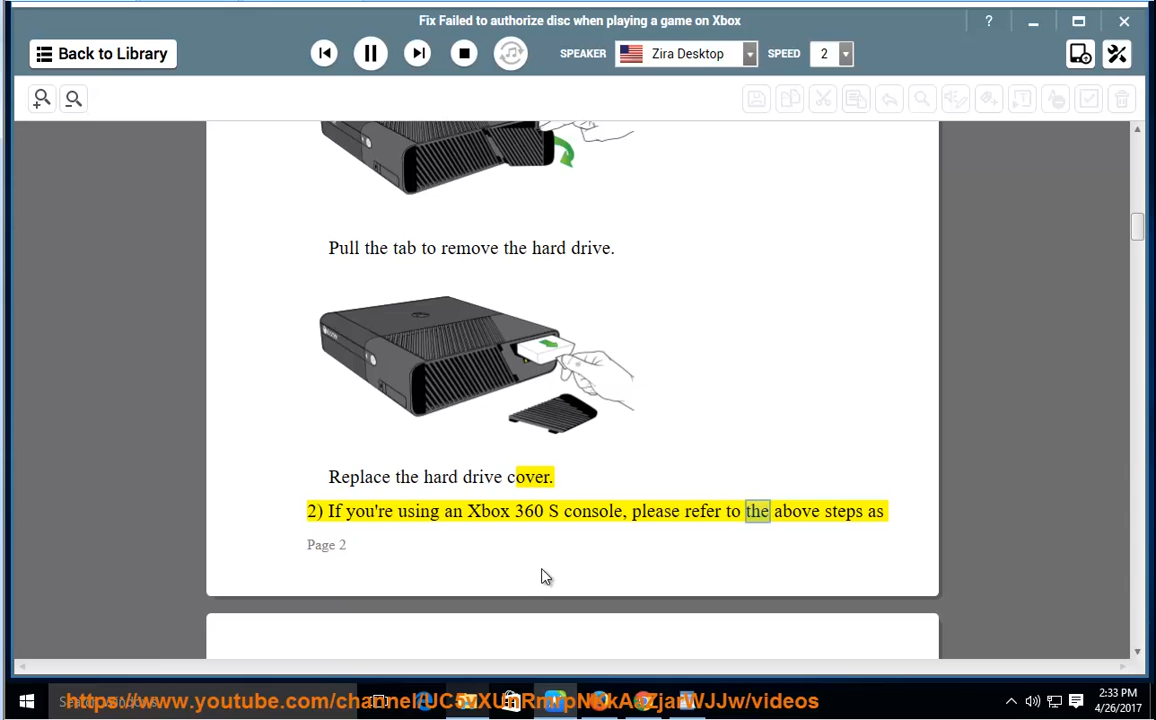 Fix Failed to authorize disc when playing a game on Xbox
?
Back to Library
SPEAKER
Zira Desktop
SPEED
2
Pull the tab to remove the hard drive.
Replace the hard drive cover.
2) If you're using an Xbox 360 S console, please refer to the above steps as
Page 2
2:33 PM
4/26/2017